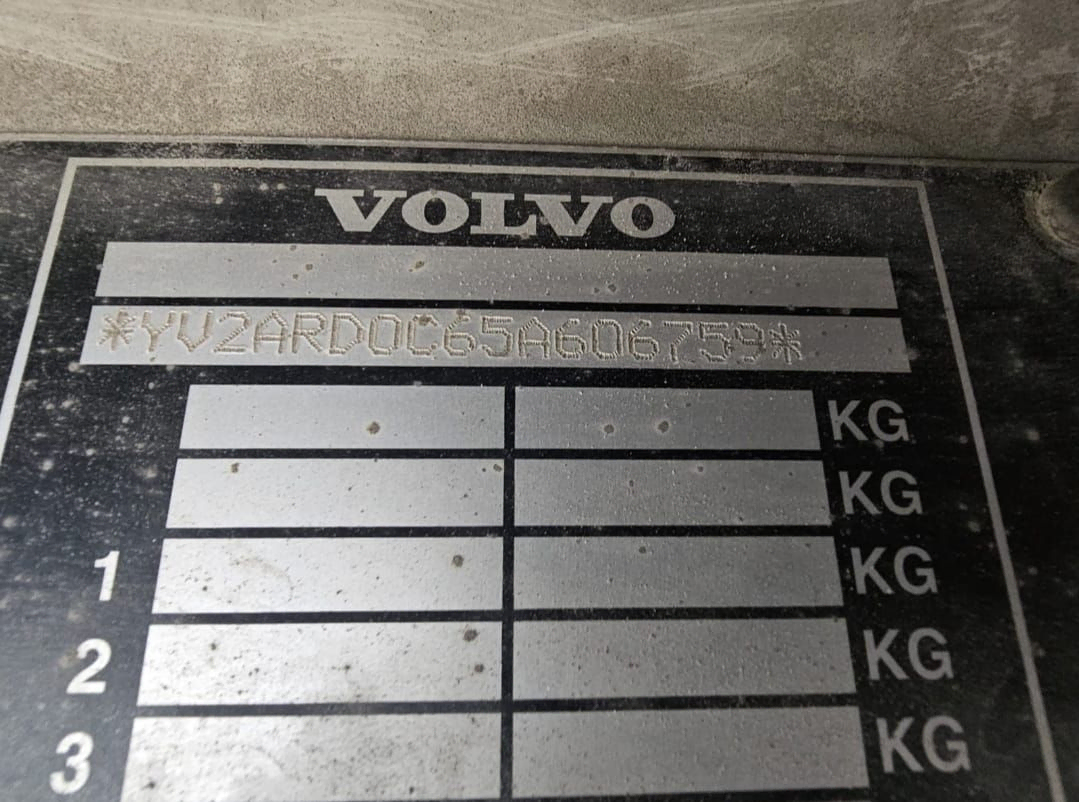 VOLVO
*YV2ARD0C65A606759*
KG
KG
1 KG
2 KG
3 KG